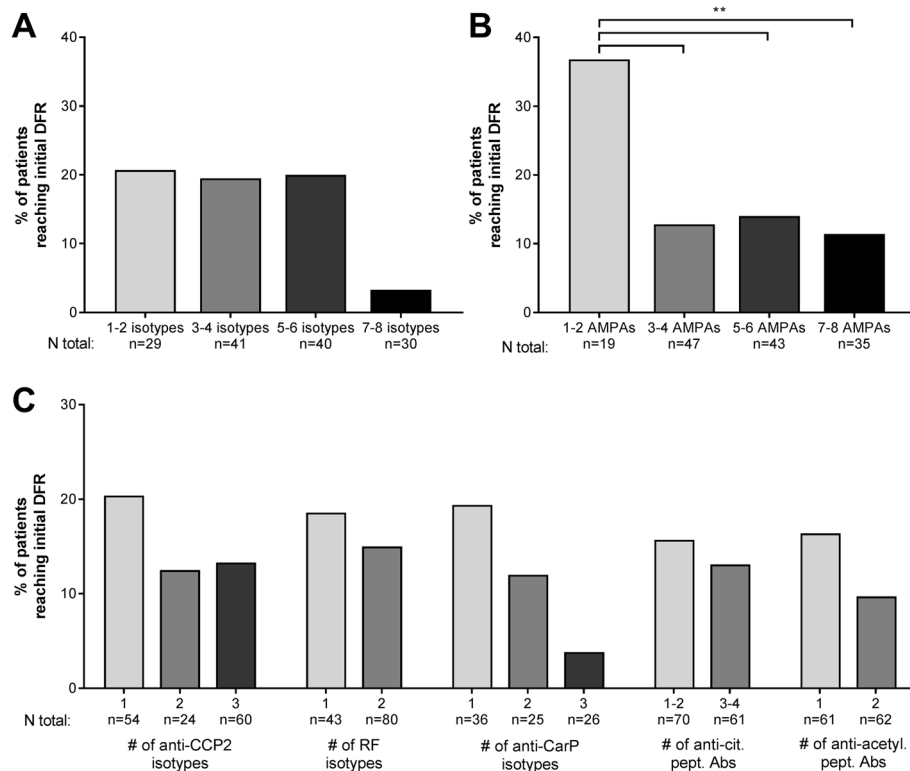 A
% of patients
reaching initial DFR
40
30
20
10
0
1-2 isotypes 3-4 isotypes 5-6 isotypes 7-8 isotypes
N total: n=29 n=41 n=40 n=30
B
**
% of patients
reaching initial DFR
40
30
20
10
0
1-2 AMPAs 3-4 AMPAs 5-6 AMPAs 7-8 AMPAs
N total: n=19 n=47 n=43 n=35
C
% of patients
reaching initial DFR
30
20
10
0
1 2 3 1 2 1 2 3 1-2 3-4 1 2
N total: n=54 n=24 n=60 n=43 n=80 n=36 n=25 n=26 n=70 n=61 n=61 n=62
# of anti-CCP2 # of RF # of anti-CarP # of anti-cit. # of anti-acetyl.
isotypes isotypes isotypes pept. Abs pept. Abs